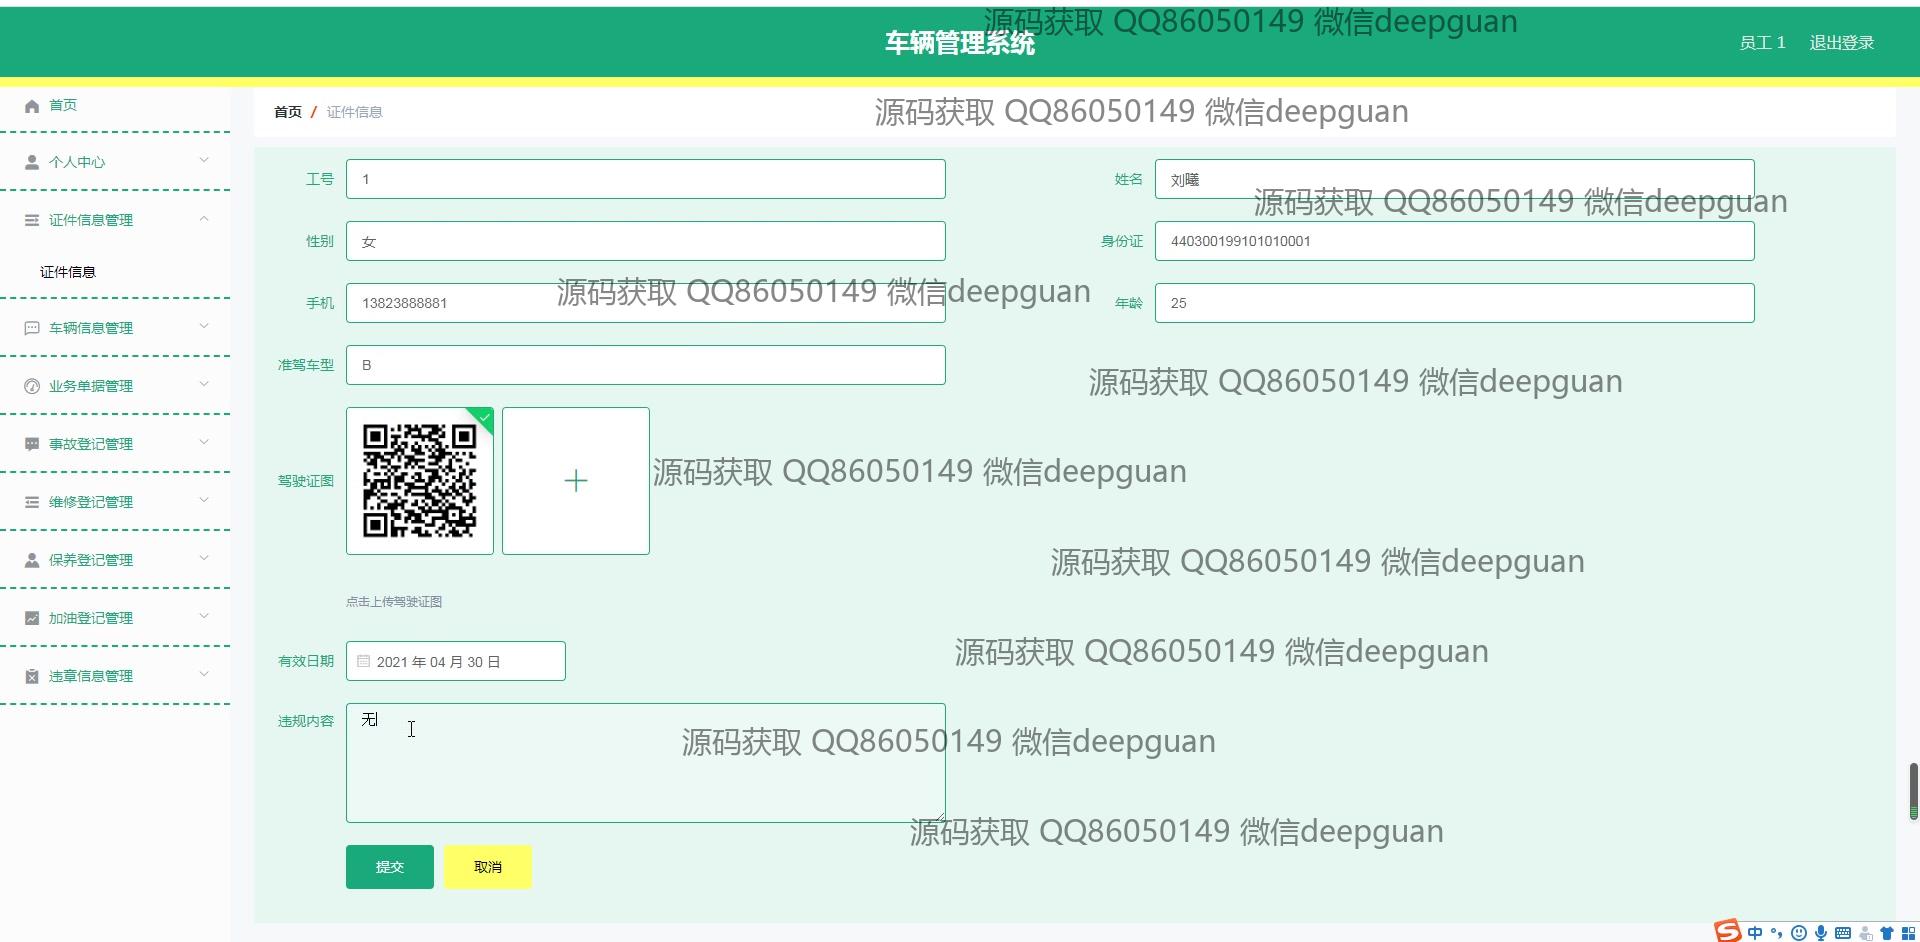 源码获取 QQ86050149 微信deepguan
车辆管理系统
员工 1 退出登录
首页
首页 / 证件信息
源码获取 QQ86050149 微信deepguan
个人中心
证件信息管理
证件信息
车辆信息管理
业务单据管理
事故登记管理
维修登记管理
保养登记管理
加油登记管理
违章信息管理
工号 1
姓名 刘曦
源码获取 QQ86050149 微信deepguan
性别 女
身份证 440300199101010001
源码获取 QQ86050149 微信deepguan
手机 13823888881
年龄 25
准驾车型 B
源码获取 QQ86050149 微信deepguan
驾驶证图
源码获取 QQ86050149 微信deepguan
源码获取 QQ86050149 微信deepguan
点击上传驾驶证图
源码获取 QQ86050149 微信deepguan
有效日期 2021 年 04 月 30 日
违规内容 无
源码获取 QQ86050149 微信deepguan
源码获取 QQ86050149 微信deepguan
提交 取消
中